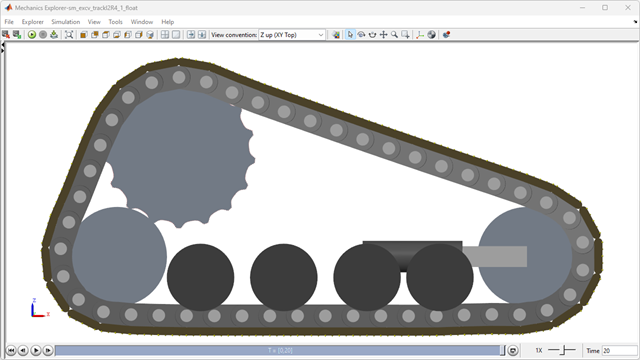 Mechanics Explorer-sm_excv_trackI2R4_1_float
File Explorer Simulation View Tools Window Help
View convention: Z up (XY Top)
Z
X
T∨ [0,20]
1X Time 20